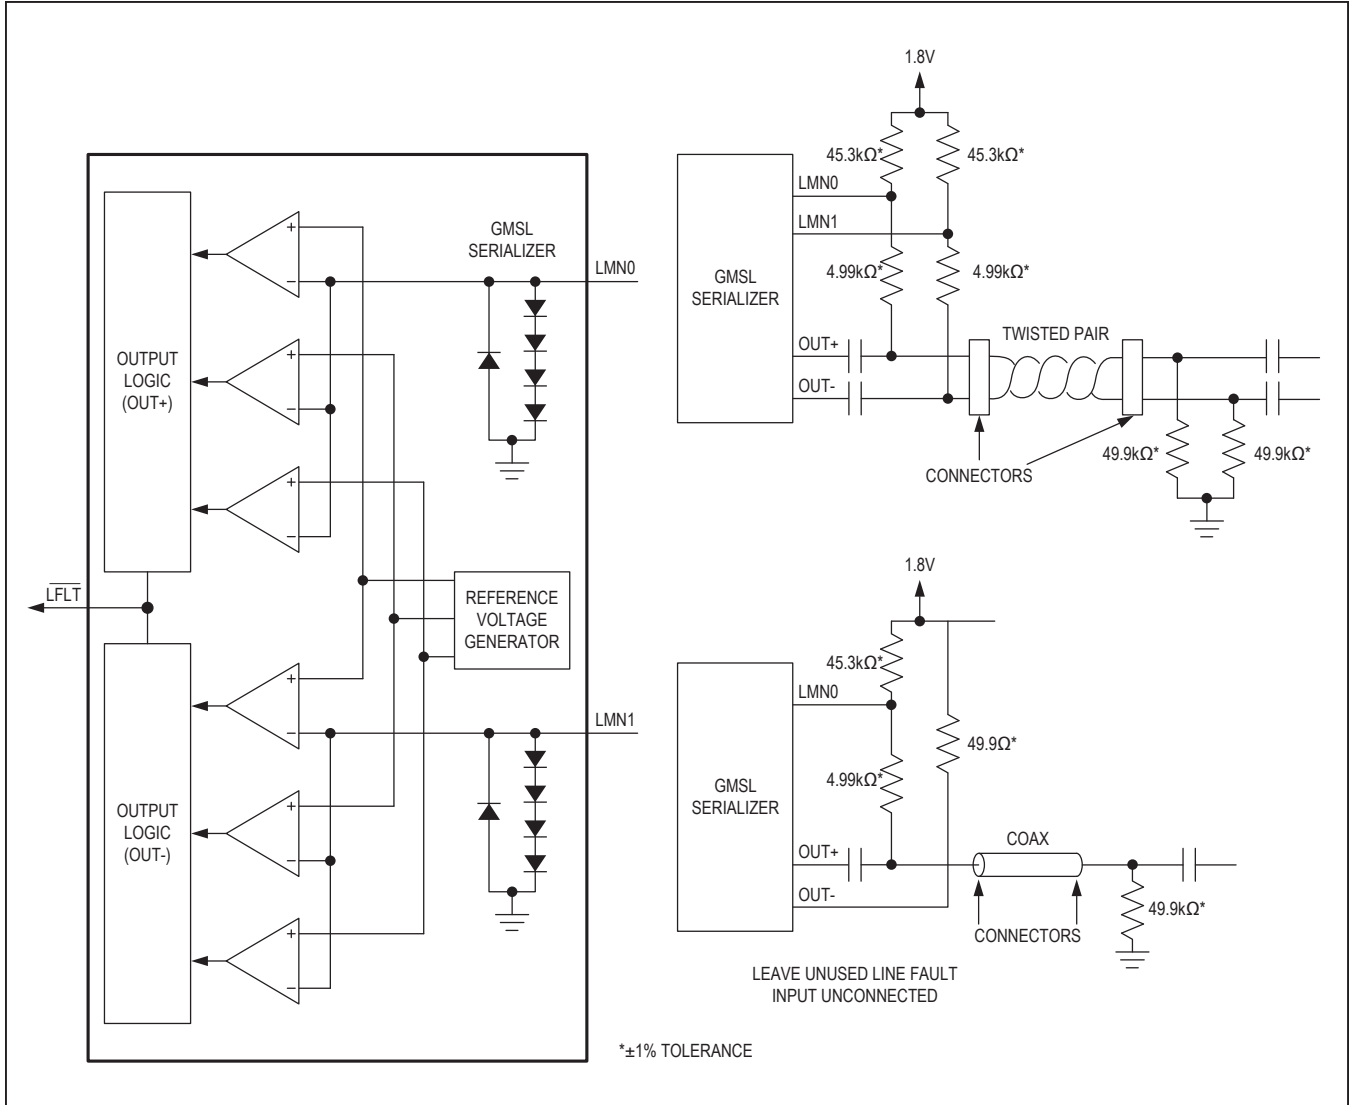 GMSL
SERIALIZER
LMN0
+
−
+
−
+
−
OUTPUT
LOGIC
(OUT+)
LFLT
REFERENCE
VOLTAGE
GENERATOR
LMN1
+
−
+
−
+
−
OUTPUT
LOGIC
(OUT-)
1.8V
45.3kΩ*
45.3kΩ*
LMN0
LMN1
4.99kΩ*
4.99kΩ*
GMSL
SERIALIZER
OUT+
OUT-
TWISTED PAIR
CONNECTORS
49.9kΩ*
49.9kΩ*
1.8V
45.3kΩ*
LMN0
49.9Ω*
4.99kΩ*
GMSL
SERIALIZER
OUT+
OUT-
COAX
CONNECTORS
49.9kΩ*
LEAVE UNUSED LINE FAULT
INPUT UNCONNECTED
*±1% TOLERANCE